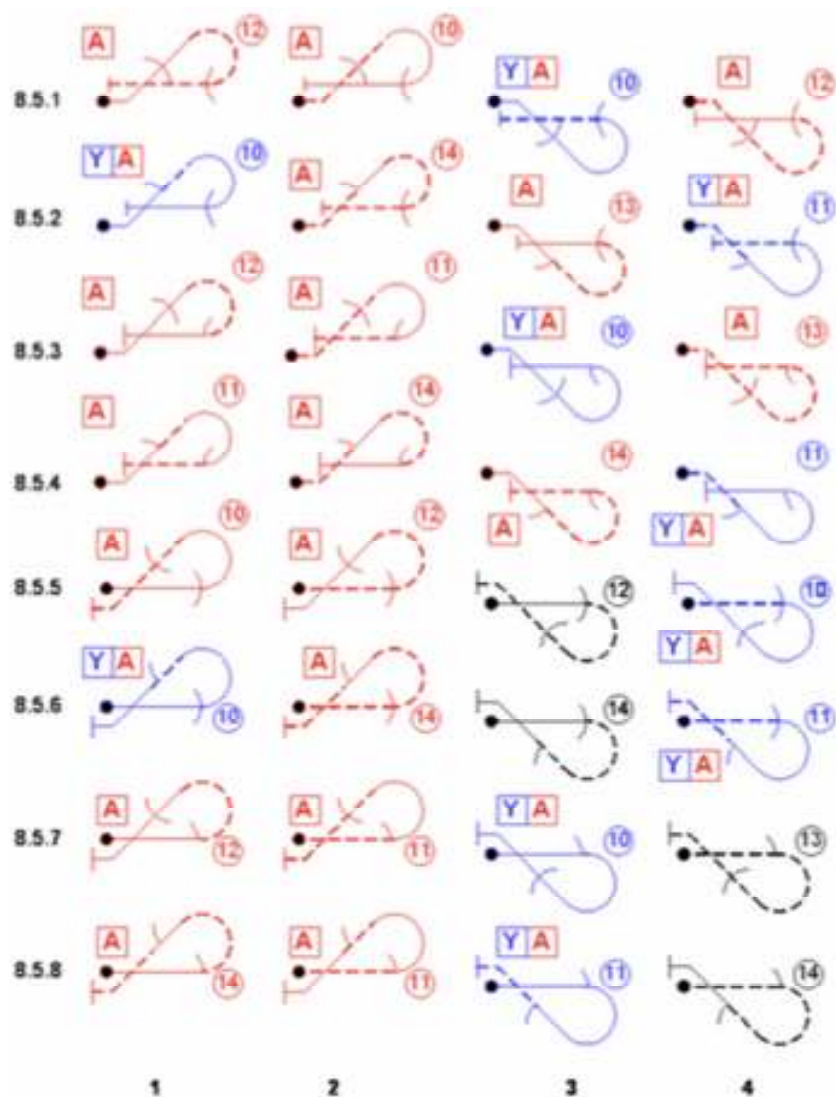 A 12 A 10
Y A 10 A 12
8.5.1
Y A 10 A 14
A 13 Y A 11
8.5.2
A 12 A 11
Y A 10 A 13
8.5.3
A 11 A 14
14 11
8.5.4
A Y A
A 10 A 12
8.5.5
12 10
Y A
Y A A
8.5.6
10 14
14 11
Y A
A A
Y A 10 13
8.5.7
12 11
A A
Y A 11 14
8.5.8
14 11
1 2 3 4